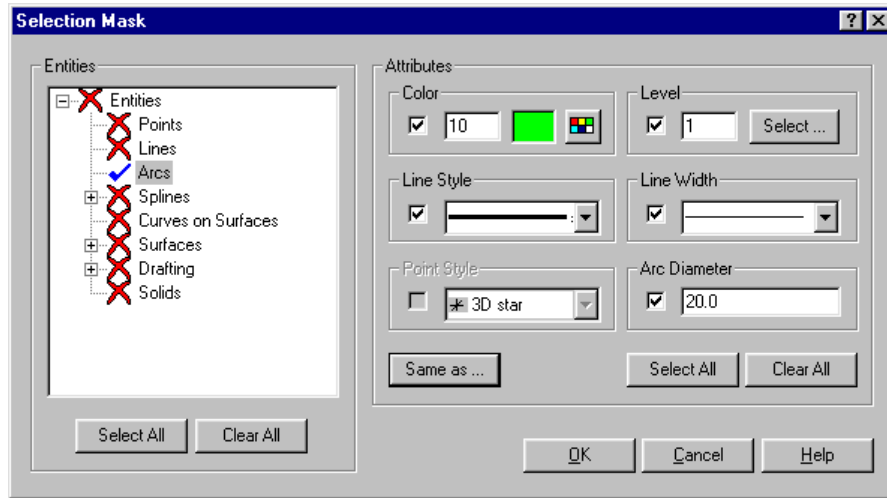 Selection Mask
Entities
Entities
Points
Lines
Arcs
Splines
Curves on Surfaces
Surfaces
Drafting
Solids
Select All
Clear All
Attributes
Color
10
Level
1
Select ...
Line Style
Line Width
Point Style
3D star
Arc Diameter
20.0
Same as ...
Select All
Clear All
OK
Cancel
Help